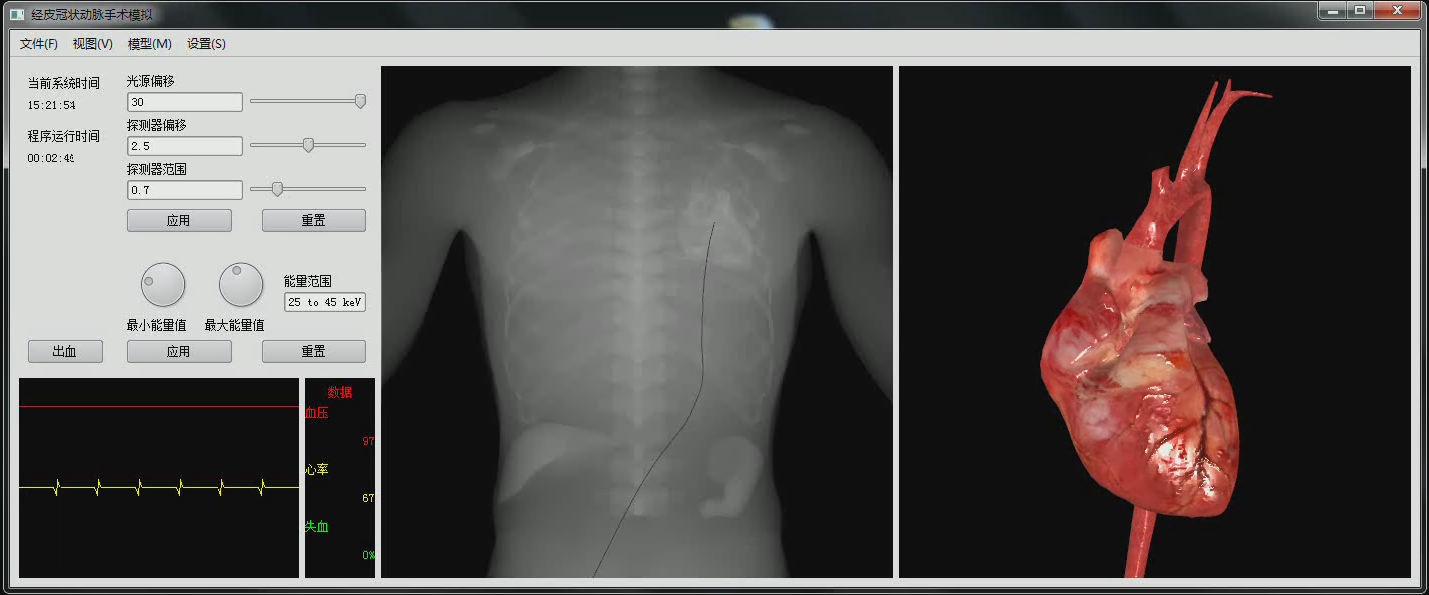 经皮冠状动脉手术模拟
文件(F) 视图(V) 模型(M) 设置(S)
当前系统时间
15:21:54
程序运行时间
00:02:46
光源偏移
30
探测器偏移
2.5
探测器范围
0.7
应用 重置
能量范围
25 to 45 keV
最小能量值 最大能量值
出血 应用 重置
数据
血压
97
心率
67
失血
0%